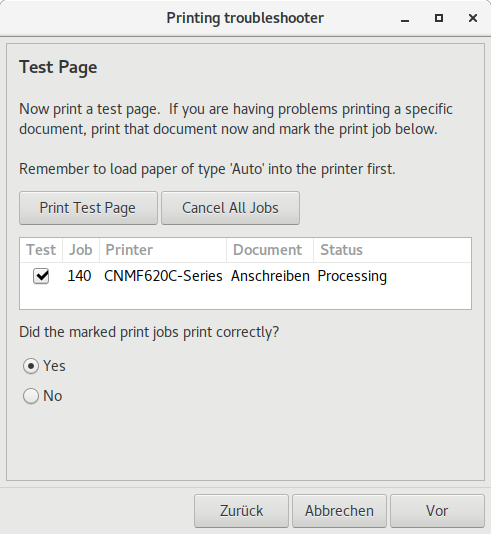 Printing troubleshooter
Test Page
Now print a test page.  If you are having problems printing a specific
document, print that document now and mark the print job below.
Remember to load paper of type 'Auto' into the printer first.
Print Test Page Cancel All Jobs
Test Job Printer Document Status
140 CNMF620C-Series Anschreiben Processing
Did the marked print jobs print correctly?
Yes
No
Zurück Abbrechen Vor